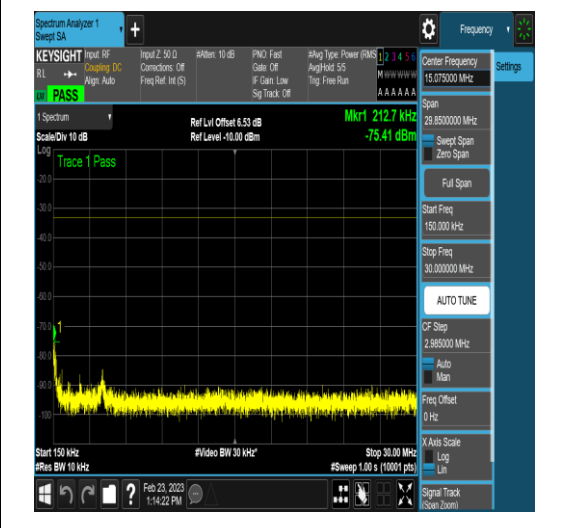 Spectrum Analyzer 1
Swept SA
Frequency
KEYSIGHT
RL
PASS
Input: RF
Coupling: DC
Align: Auto
Input Z: 50 Ω
Corrections: Off
Freq Ref: Int (S)
#Atten: 10 dB
PNO: Fast
Gate: Off
IF Gain: Low
Sig Track: Off
#Avg Type: Power (RMS
Avg|Hold: 5/5
Trig: Free Run
1 2 3 4 5 6
M W W W W W
A A A A A A
1 Spectrum
Scale/Div 10 dB
Ref Lvl Offset 6.53 dB
Ref Level -10.00 dBm
Mkr1 212.7 kHz
-75.41 dBm
Log
Trace 1 Pass
-20.0
-30.0
-40.0
-50.0
-60.0
-70.0
-80.0
-90.0
-100
1
Start 150 kHz
#Res BW 10 kHz
#Video BW 30 kHz*
Stop 30.00 MHz
#Sweep 1.00 s (10001 pts)
Feb 23, 2023
1:14:22 PM
Center Frequency
15.075000 MHz
Settings
Span
29.8500000 MHz
Swept Span
Zero Span
Full Span
Start Freq
150.000 kHz
Stop Freq
30.000000 MHz
AUTO TUNE
CF Step
2.985000 MHz
Auto
Man
Freq Offset
0 Hz
X Axis Scale
Log
Lin
Signal Track
(Span Zoom)